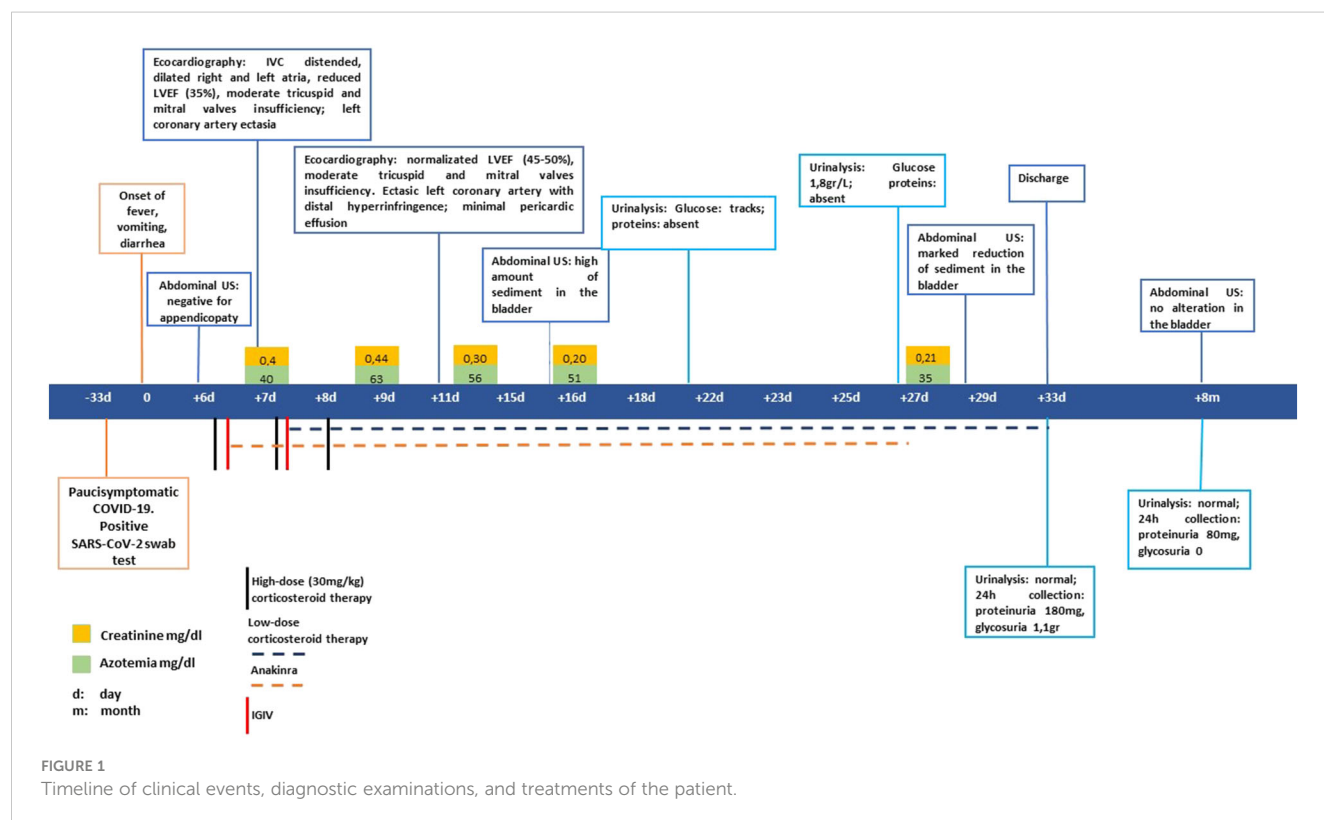 Ecocardiography: IVC distended,
dilated right and left atria, reduced
LVEF (35%), moderate tricuspid and
mitral valves insufficiency; left
coronary artery ectasia
Ecocardiography: normalizated LVEF (45-50%),
moderate tricuspid and mitral valves
insufficiency. Ectasic left coronary artery with
distal hyperrinfringence; minimal pericardic
effusion
Urinalysis: Glucose:
1,8gr/L; proteins:
absent
Discharge
Onset of
fever,
vomiting,
diarrhea
Urinalysis: Glucose: tracks;
proteins: absent
Abdominal US:
marked reduction
of sediment in the
bladder
Abdominal US: high
amount of
sediment in the
bladder
Abdominal US:
negative for
appendicopaty
Abdominal US:
no alteration in
the bladder
0,4
0,44
0,30
0,20
0,21
40
63
56
51
35
-33d 0 +6d +7d +8d +9d +11d +15d +16d +18d +22d +23d +25d +27d +29d +33d +8m
Paucisymptomatic
COVID-19.
Positive
SARS-CoV-2 swab
test
Urinalysis: normal;
24h collection:
proteinuria 80mg,
glycosuria 0
Urinalysis: normal;
24h collection:
proteinuria 180mg,
glycosuria 1,1gr
High-dose (30mg/kg)
corticosteroid therapy
Low-dose
corticosteroid therapy
Anakinra
IGIV
Creatinine mg/dl
Azotemia mg/dl
d: day
m: month
FIGURE 1
Timeline of clinical events, diagnostic examinations, and treatments of the patient.